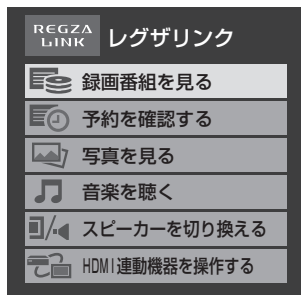 REGZA
LINK
レグザリンク
録画番組を見る
予約を確認する
写真を見る
音楽を聴く
スピーカーを切り換える
HDMI連動機器を操作する